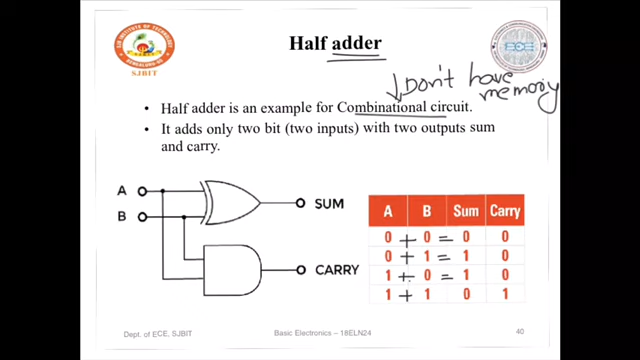 Half adder
SJBIT
ECE
Don't have
memory
• Half adder is an example for Combinational circuit.
• It adds only two bit (two inputs) with two outputs sum
and carry.
A
B
SUM
CARRY
A B Sum Carry
0 + 0 = 0 0
0 + 1 = 1 0
1 + 0 = 1 0
1 + 1 0 1
Dept. of ECE, SJBIT Basic Electronics - 18ELN24 40